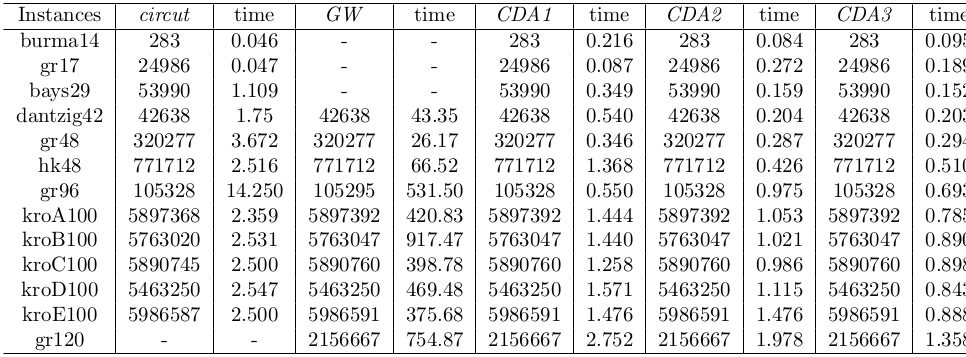 Instances circut time GW time CDA1 time CDA2 time CDA3 time
burma14 283 0.046 - - 283 0.216 283 0.084 283 0.095
gr17 24986 0.047 - - 24986 0.087 24986 0.272 24986 0.189
bays29 53990 1.109 - - 53990 0.349 53990 0.159 53990 0.152
dantzig42 42638 1.75 42638 43.35 42638 0.540 42638 0.204 42638 0.203
gr48 320277 3.672 320277 26.17 320277 0.346 320277 0.287 320277 0.294
hk48 771712 2.516 771712 66.52 771712 1.368 771712 0.426 771712 0.510
gr96 105328 14.250 105295 531.50 105328 0.550 105328 0.975 105328 0.693
kroA100 5897368 2.359 5897392 420.83 5897392 1.444 5897392 1.053 5897392 0.785
kroB100 5763020 2.531 5763047 917.47 5763047 1.440 5763047 1.021 5763047 0.890
kroC100 5890745 2.500 5890760 398.78 5890760 1.258 5890760 0.986 5890760 0.898
kroD100 5463250 2.547 5463250 469.48 5463250 1.571 5463250 1.115 5463250 0.843
kroE100 5986587 2.500 5986591 375.68 5986591 1.476 5986591 1.476 5986591 0.888
gr120 - - 2156667 754.87 2156667 2.752 2156667 1.978 2156667 1.358